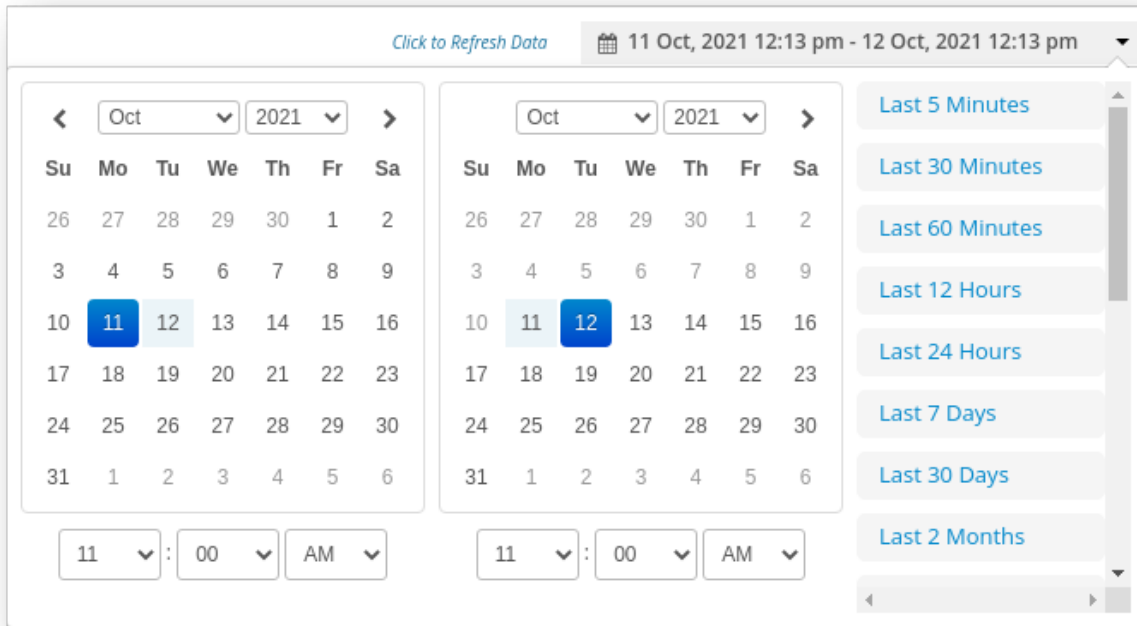 Click to Refresh Data
11 Oct, 2021 12:13 pm - 12 Oct, 2021 12:13 pm
Oct 2021
Su Mo Tu We Th Fr Sa
26 27 28 29 30 1 2
3 4 5 6 7 8 9
10 11 12 13 14 15 16
17 18 19 20 21 22 23
24 25 26 27 28 29 30
31 1 2 3 4 5 6
11 : 00 AM
Oct 2021
Su Mo Tu We Th Fr Sa
26 27 28 29 30 1 2
3 4 5 6 7 8 9
10 11 12 13 14 15 16
17 18 19 20 21 22 23
24 25 26 27 28 29 30
31 1 2 3 4 5 6
11 : 00 AM
Last 5 Minutes
Last 30 Minutes
Last 60 Minutes
Last 12 Hours
Last 24 Hours
Last 7 Days
Last 30 Days
Last 2 Months